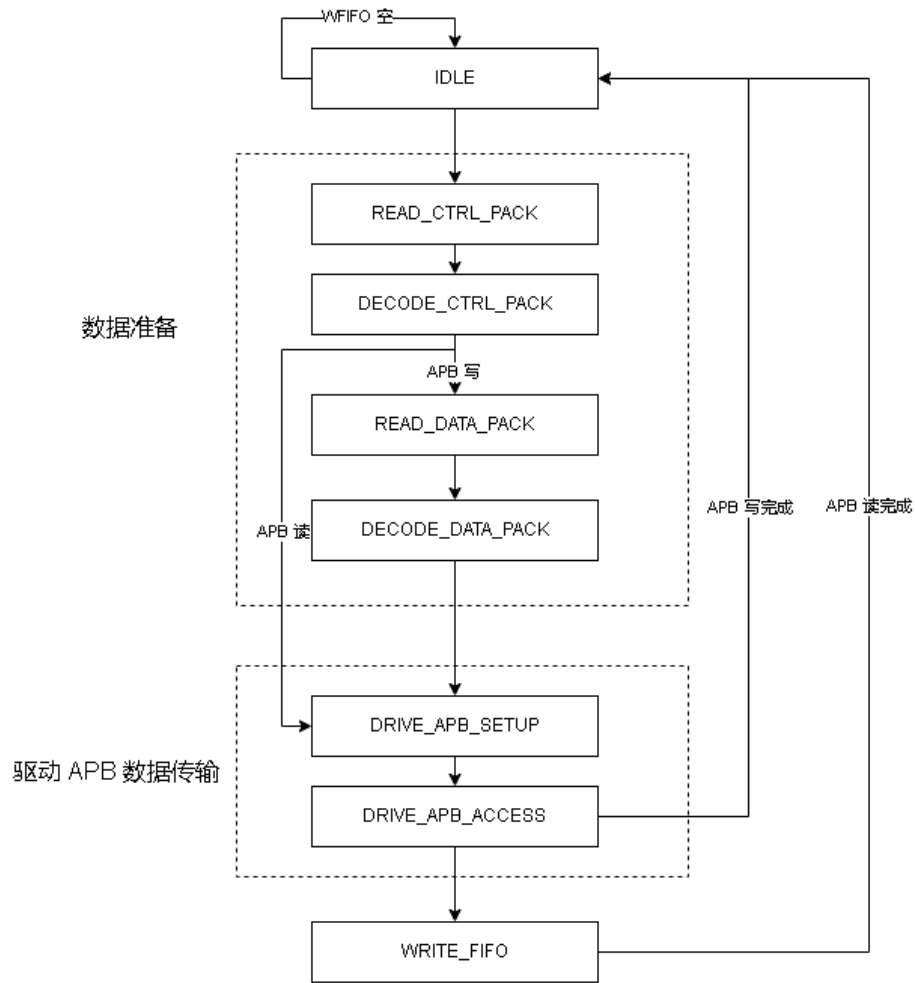 WFIFO 空
IDLE
READ_CTRL_PACK
DECODE_CTRL_PACK
数据准备
APB 写
READ_DATA_PACK
APB 写完成
APB 读完成
APB 读
DECODE_DATA_PACK
DRIVE_APB_SETUP
驱动 APB 数据传输
DRIVE_APB_ACCESS
WRITE_FIFO